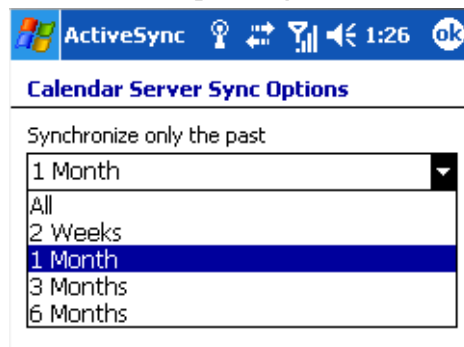 ActiveSync 1:26 ok
Calendar Server Sync Options
Synchronize only the past
1 Month
All
2 Weeks
1 Month
3 Months
6 Months